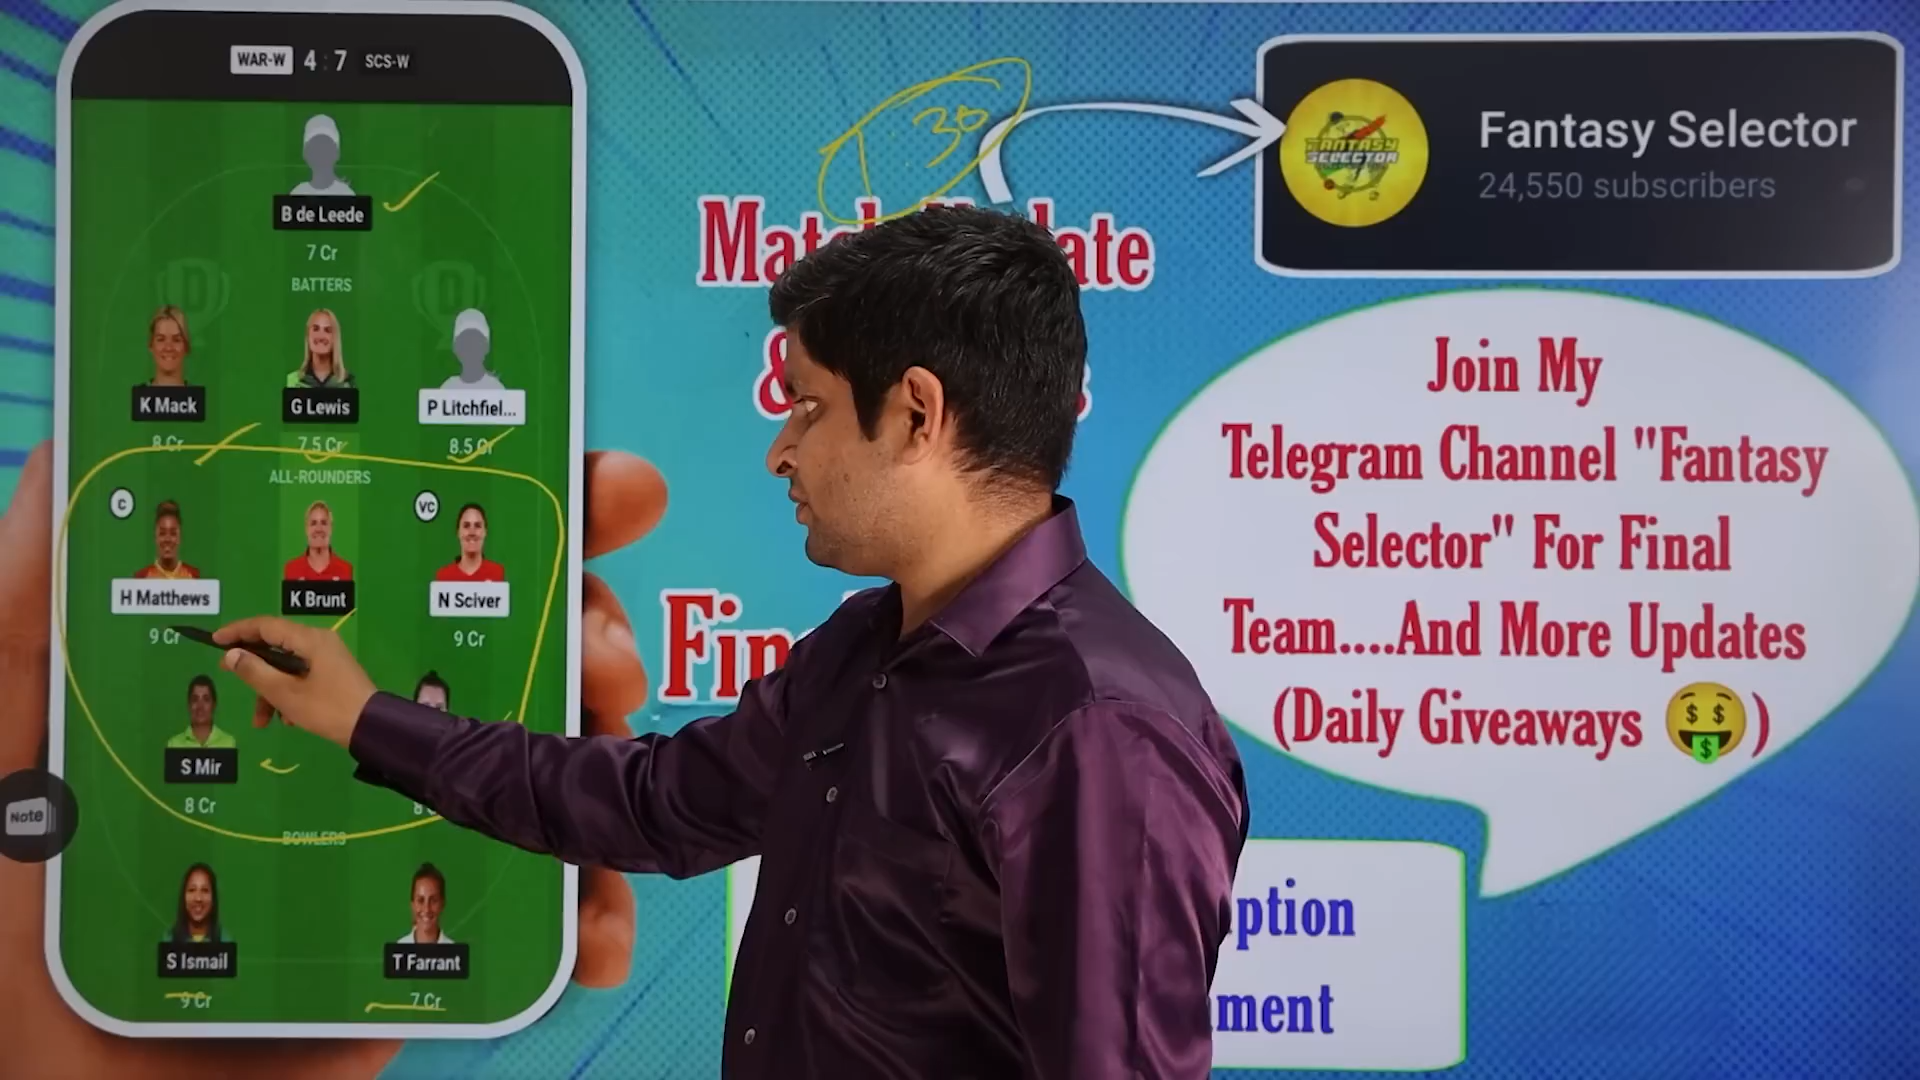 WAR-W 4 : 7 SCS-W
B de Leede
7 Cr
BATTERS
K Mack
G Lewis
P Litchfiel...
8 Cr
7.5 Cr
8.5 Cr
ALL-ROUNDERS
C
VC
H Matthews
K Brunt
N Sciver
9 Cr
9 Cr
S Mir
8 Cr
BOWLERS
S Ismail
T Farrant
9 Cr
7 Cr
Note
FANTASY
SELECTOR
Fantasy Selector
24,550 subscribers
Join My
Telegram Channel "Fantasy
Selector" For Final
Team....And More Updates
(Daily Giveaways 🤑)